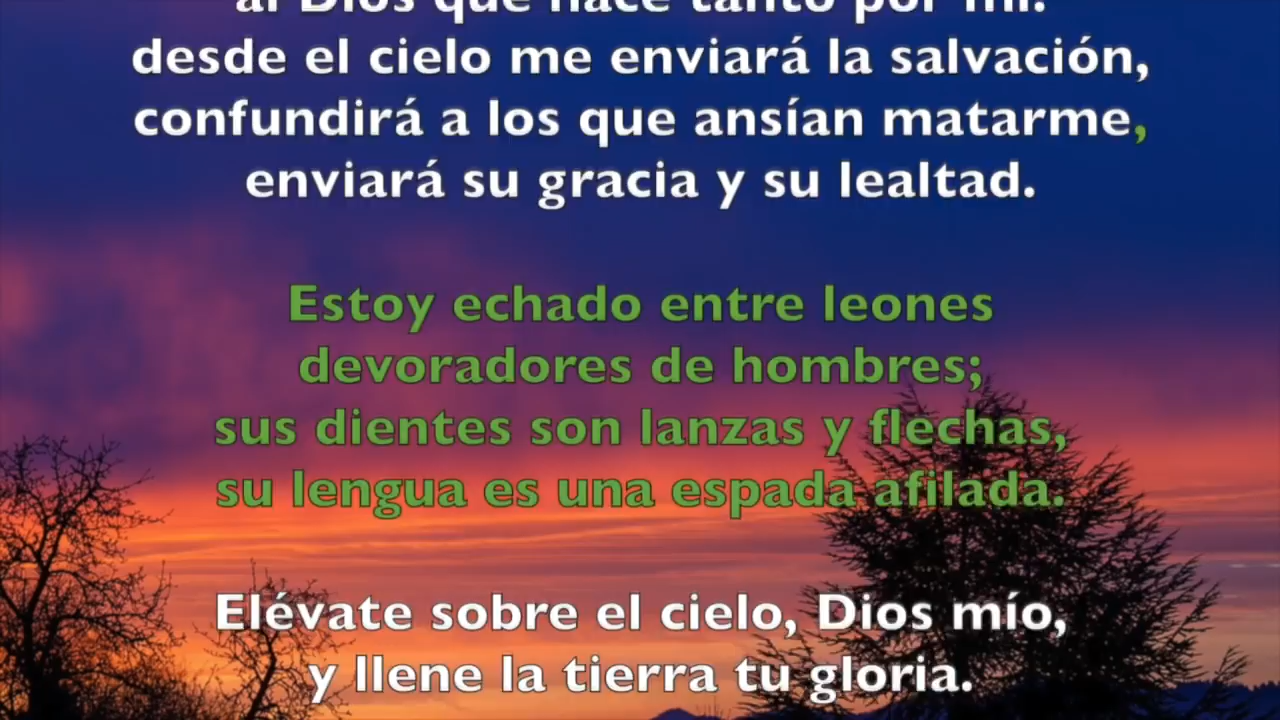 al Dios que hace tanto por mí:
desde el cielo me enviará la salvación,
confundirá a los que ansían matarme,
enviará su gracia y su lealtad.
Estoy echado entre leones
devoradores de hombres;
sus dientes son lanzas y flechas,
su lengua es una espada afilada.
Elévate sobre el cielo, Dios mío,
y llene la tierra tu gloria.